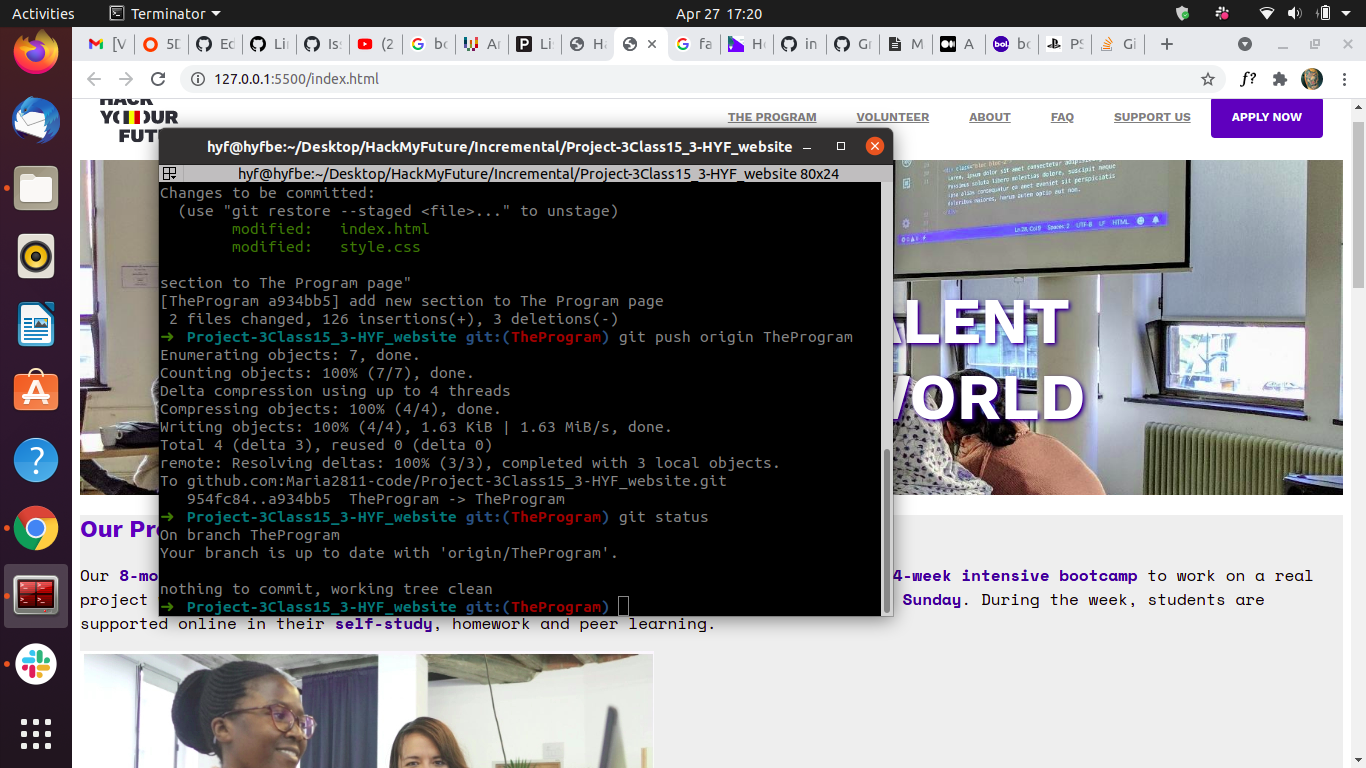 Activities Terminator Apr 27 17:20
[V 5D Ed Lin Iss (2 bo Ar Lis Ha fa Ho in Gr M A bo PS Gi
127.0.0.1:5500/index.html f?
HACK
YOUR
FUT
THE PROGRAM VOLUNTEER ABOUT FAQ SUPPORT US APPLY NOW
hyf@hyfbe:~/Desktop/HackMyFuture/Incremental/Project-3Class15_3-HYF_website
hyf@hyfbe:~/Desktop/HackMyFuture/Incremental/Project-3Class15_3-HYF_website 80x24
Changes to be committed:
(use "git restore --staged <file>..." to unstage)
modified: index.html
modified: style.css
section to The Program page"
[TheProgram a934bb5] add new section to The Program page
2 files changed, 126 insertions(+), 3 deletions(-)
➜ Project-3Class15_3-HYF_website git:(TheProgram) git push origin TheProgram
Enumerating objects: 7, done.
Counting objects: 100% (7/7), done.
Delta compression using up to 4 threads
Compressing objects: 100% (4/4), done.
Writing objects: 100% (4/4), 1.63 KiB | 1.63 MiB/s, done.
Total 4 (delta 3), reused 0 (delta 0)
remote: Resolving deltas: 100% (3/3), completed with 3 local objects.
To github.com:Maria2811-code/Project-3Class15_3-HYF_website.git
954fc84..a934bb5 TheProgram -> TheProgram
➜ Project-3Class15_3-HYF_website git:(TheProgram) git status
On branch TheProgram
Your branch is up to date with 'origin/TheProgram'.
nothing to commit, working tree clean
➜ Project-3Class15_3-HYF_website git:(TheProgram)
ALENT
WORLD
Our Pr
Our 8-mo 4-week intensive bootcamp to work on a real
project Sunday. During the week, students are
supported online in their self-study, homework and peer learning.